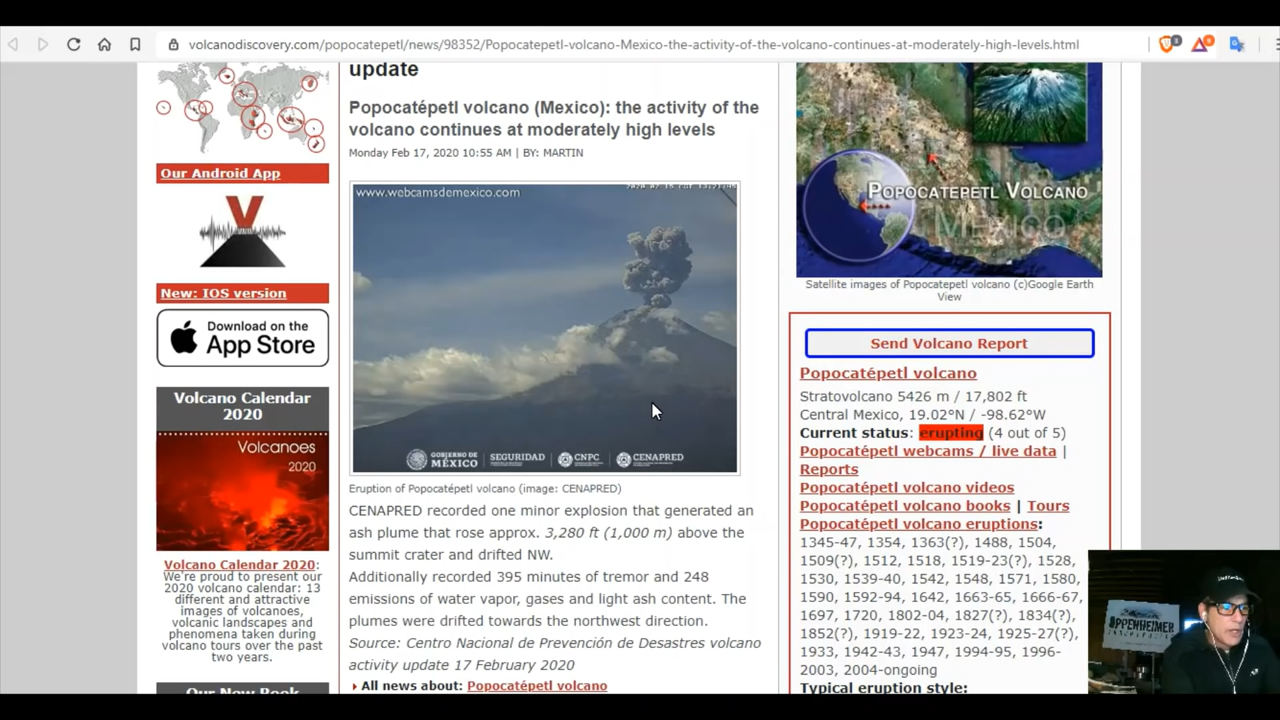 volcanodiscovery.com/popocatepetl/news/98352/Popocatepetl-volcano-Mexico-the-activity-of-the-volcano-continues-at-moderately-high-levels.html
Our Android App
V
New: IOS version
Download on the
App Store
Volcano Calendar
2020
Volcanoes
2020
Volcano Calendar 2020:
We're proud to present our
2020 volcano calendar: 13
different and attractive
images of volcanoes,
volcanic landscapes and
phenomena taken during
volcano tours over the past
two years.
Our New Book
update
Popocatépetl volcano (Mexico): the activity of the
volcano continues at moderately high levels
Monday Feb 17, 2020 10:55 AM | BY: MARTIN
www.webcamsdemexico.com
GOBIERNO DE
MÉXICO
SEGURIDAD
CNPC
CENAPRED
Eruption of Popocatépetl volcano (image: CENAPRED)
CENAPRED recorded one minor explosion that generated an
ash plume that rose approx. 3,280 ft (1,000 m) above the
summit crater and drifted NW.
Additionally recorded 395 minutes of tremor and 248
emissions of water vapor, gases and light ash content. The
plumes were drifted towards the northwest direction.
Source: Centro Nacional de Prevención de Desastres volcano
activity update 17 February 2020
All news about: Popocatépetl volcano
POPOCATEPETL VOLCANO
MEXICO
Satellite images of Popocatepetl volcano (c)Google Earth
View
Send Volcano Report
Popocatépetl volcano
Stratovolcano 5426 m / 17,802 ft
Central Mexico, 19.02°N / -98.62°W
Current status: erupting (4 out of 5)
Popocatépetl webcams / live data |
Reports
Popocatépetl volcano videos
Popocatépetl volcano books | Tours
Popocatépetl volcano eruptions:
1345-47, 1354, 1363(?), 1488, 1504,
1509(?), 1512, 1518, 1519-23(?), 1528,
1530, 1539-40, 1542, 1548, 1571, 1580,
1590, 1592-94, 1642, 1663-65, 1666-67,
1697, 1720, 1802-04, 1827(?), 1834(?),
1852(?), 1919-22, 1923-24, 1925-27(?),
1933, 1942-43, 1947, 1994-95, 1996-
2003, 2004-ongoing
Typical eruption style:
OPPENHEIMER